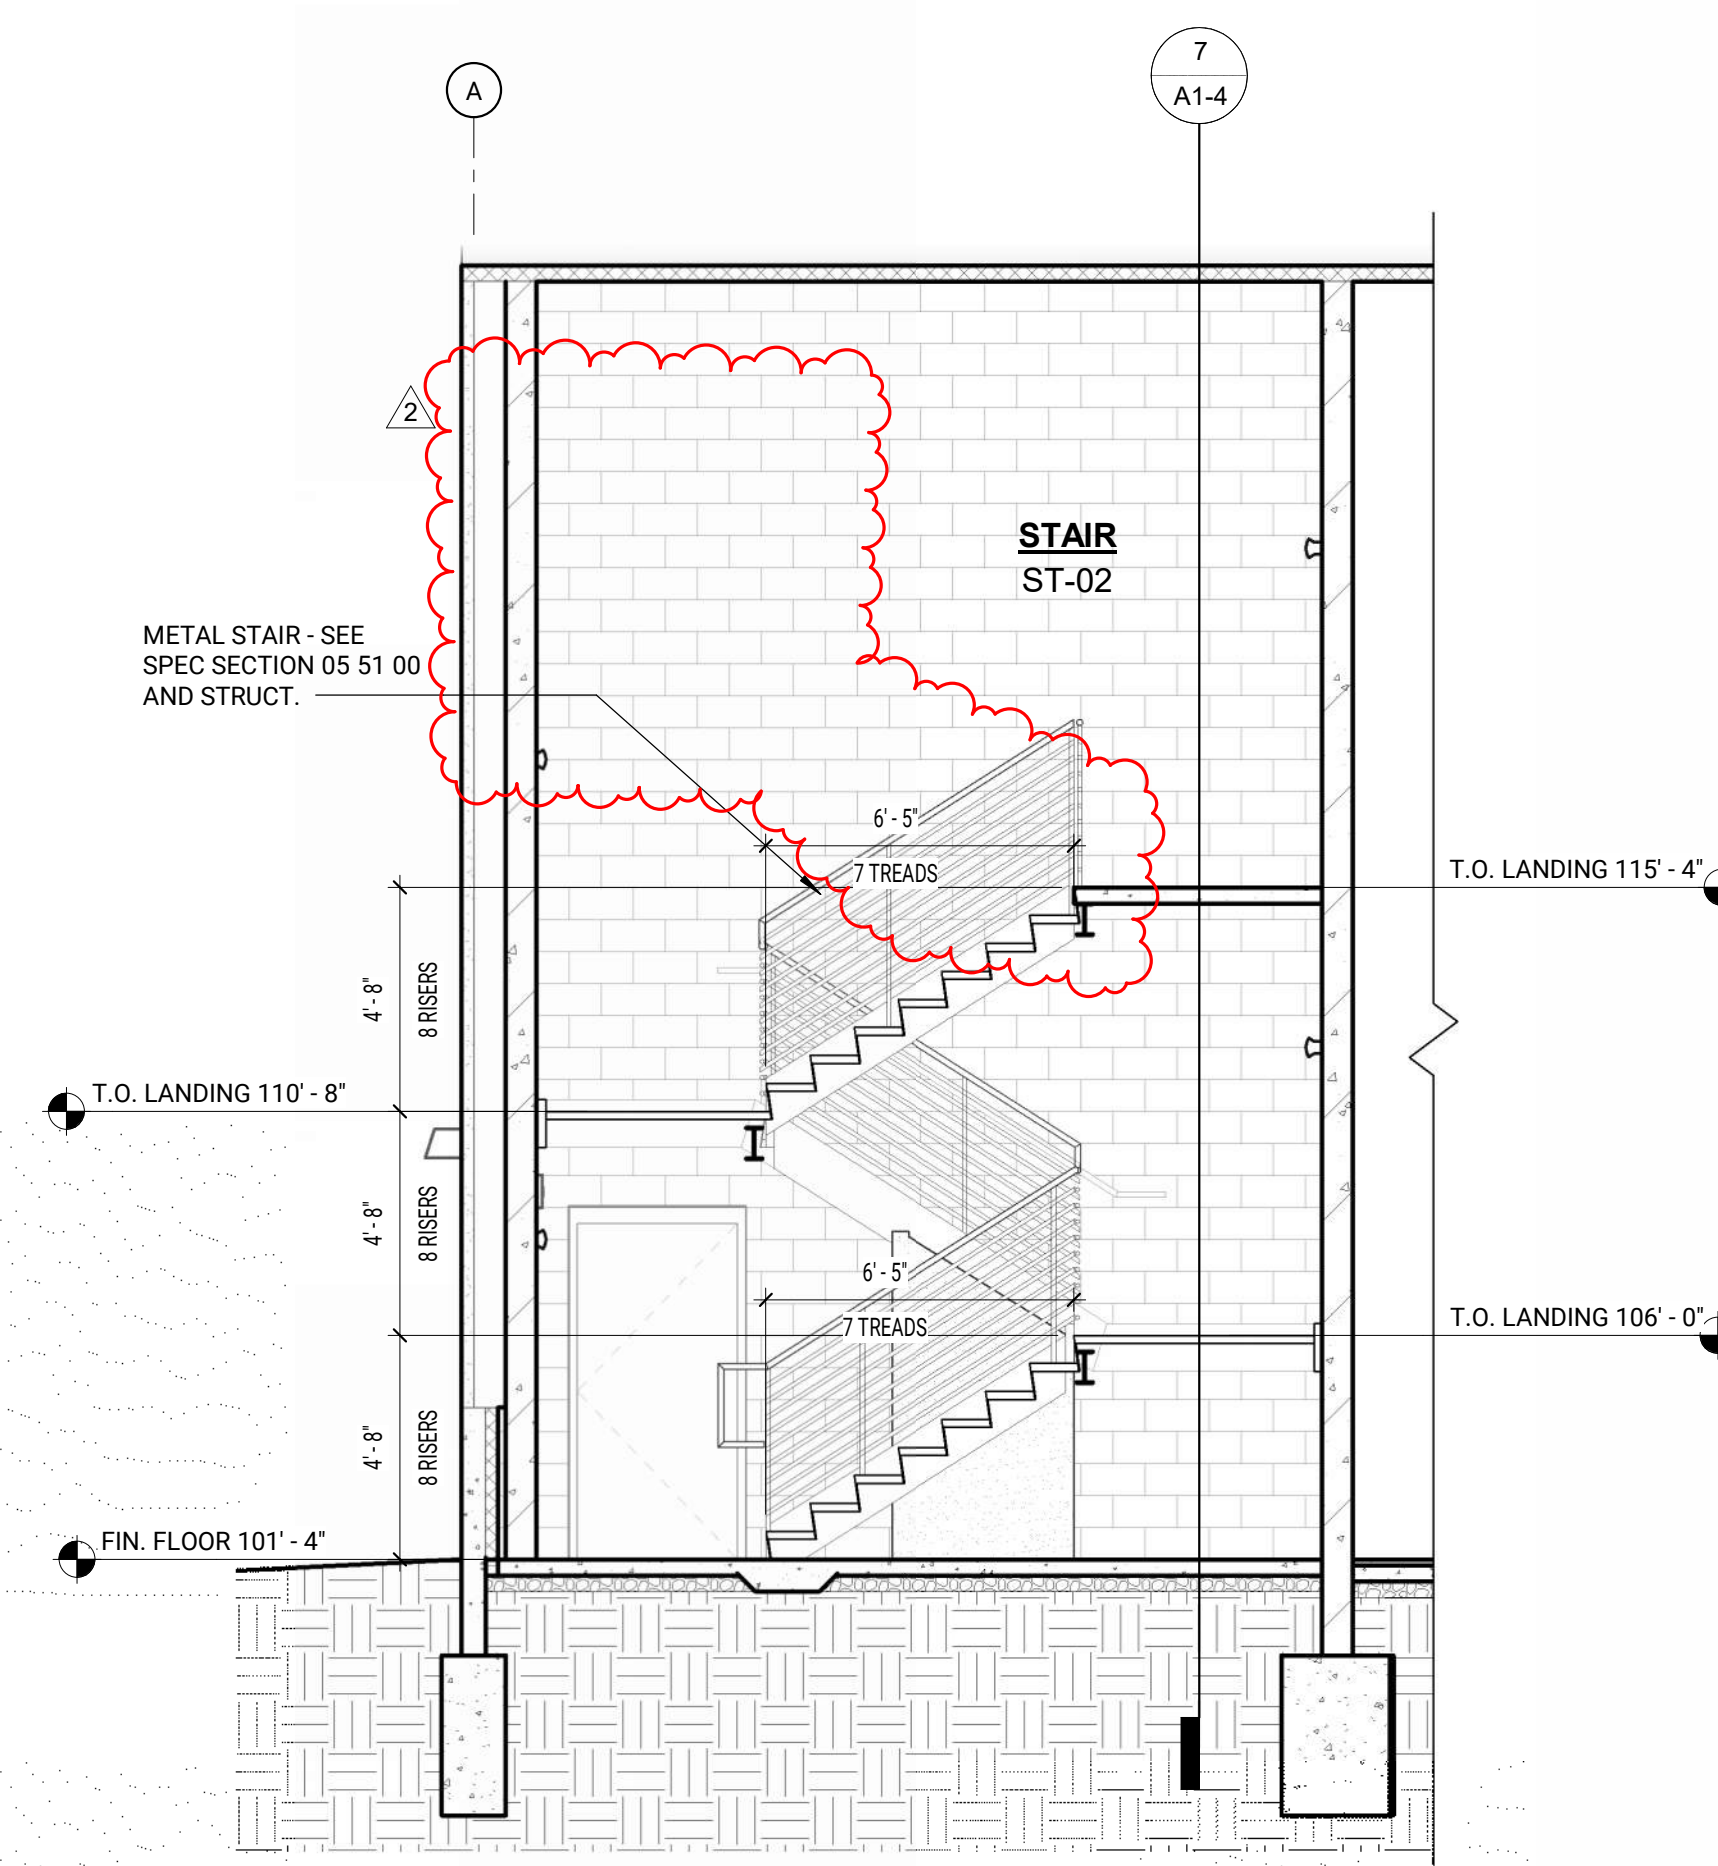 7
A
A1-4
2
STAIR
ST-02
METAL STAIR - SEE
SPEC SECTION 05 51 00
AND STRUCT.
6' - 5"
7 TREADS
T.O. LANDING 115' - 4"
4' - 8"
8 RISERS
T.O. LANDING 110' - 8"
4' - 8"
8 RISERS
6' - 5"
7 TREADS
T.O. LANDING 106' - 0"
4' - 8"
8 RISERS
FIN. FLOOR 101' - 4"